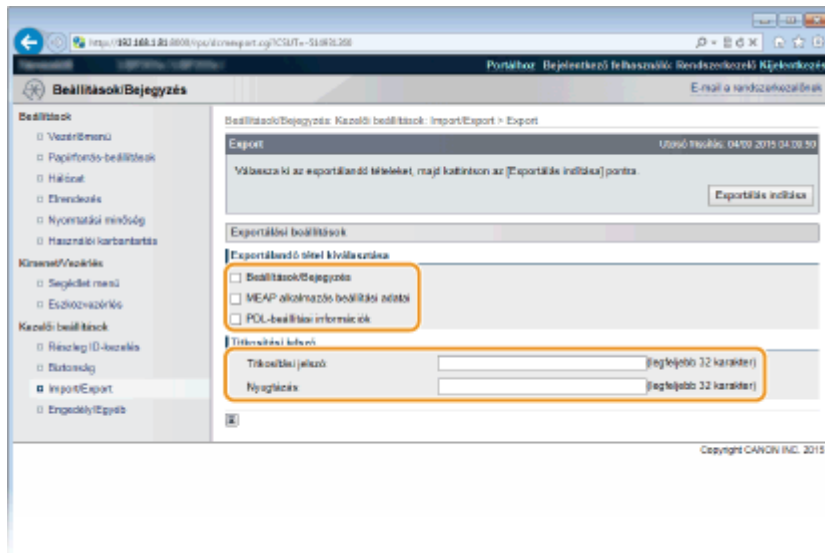 Portálhoz Bejelentkező felhasználó: Rendszerkezelő Kijelentkezés
Beállítások/Bejegyzés
E-mail a rendszerkezelőnek
Beállítások
Vezérlőmenü
Papírforrás-beállítások
Hálózat
Elrendezés
Nyomtatási minőség
Használói karbantartás
Kimenet/Vezérlés
Segédlet menü
Eszközvezérlés
Kezelői beállítások
Részleg ID-kezelés
Biztonság
Import/Export
Engedély/Egyéb
Beállítások/Bejegyzés: Kezelői beállítások: Import/Export > Export
Export
Utolsó frissítés: 04/09 2015 04:09:50
Válassza ki az exportálandó tételeket, majd kattintson az [Exportálás indítása] pontra.
Exportálás indítása
Exportálási beállítások
Exportálandó tétel kiválasztása
Beállítások/Bejegyzés
MEAP alkalmazás beállítási adatai
PDL-beállítási információk
Titkosítási jelszó
Titkosítási jelszó: (legfeljebb 32 karakter)
Nyugtázás: (legfeljebb 32 karakter)
Copyright CANON INC. 2015